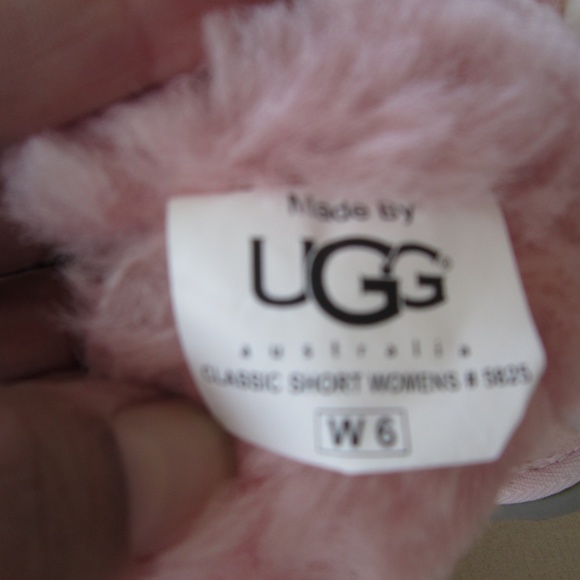 Made by
UGG®
australia
CLASSIC SHORT WOMENS # 5825
W 6